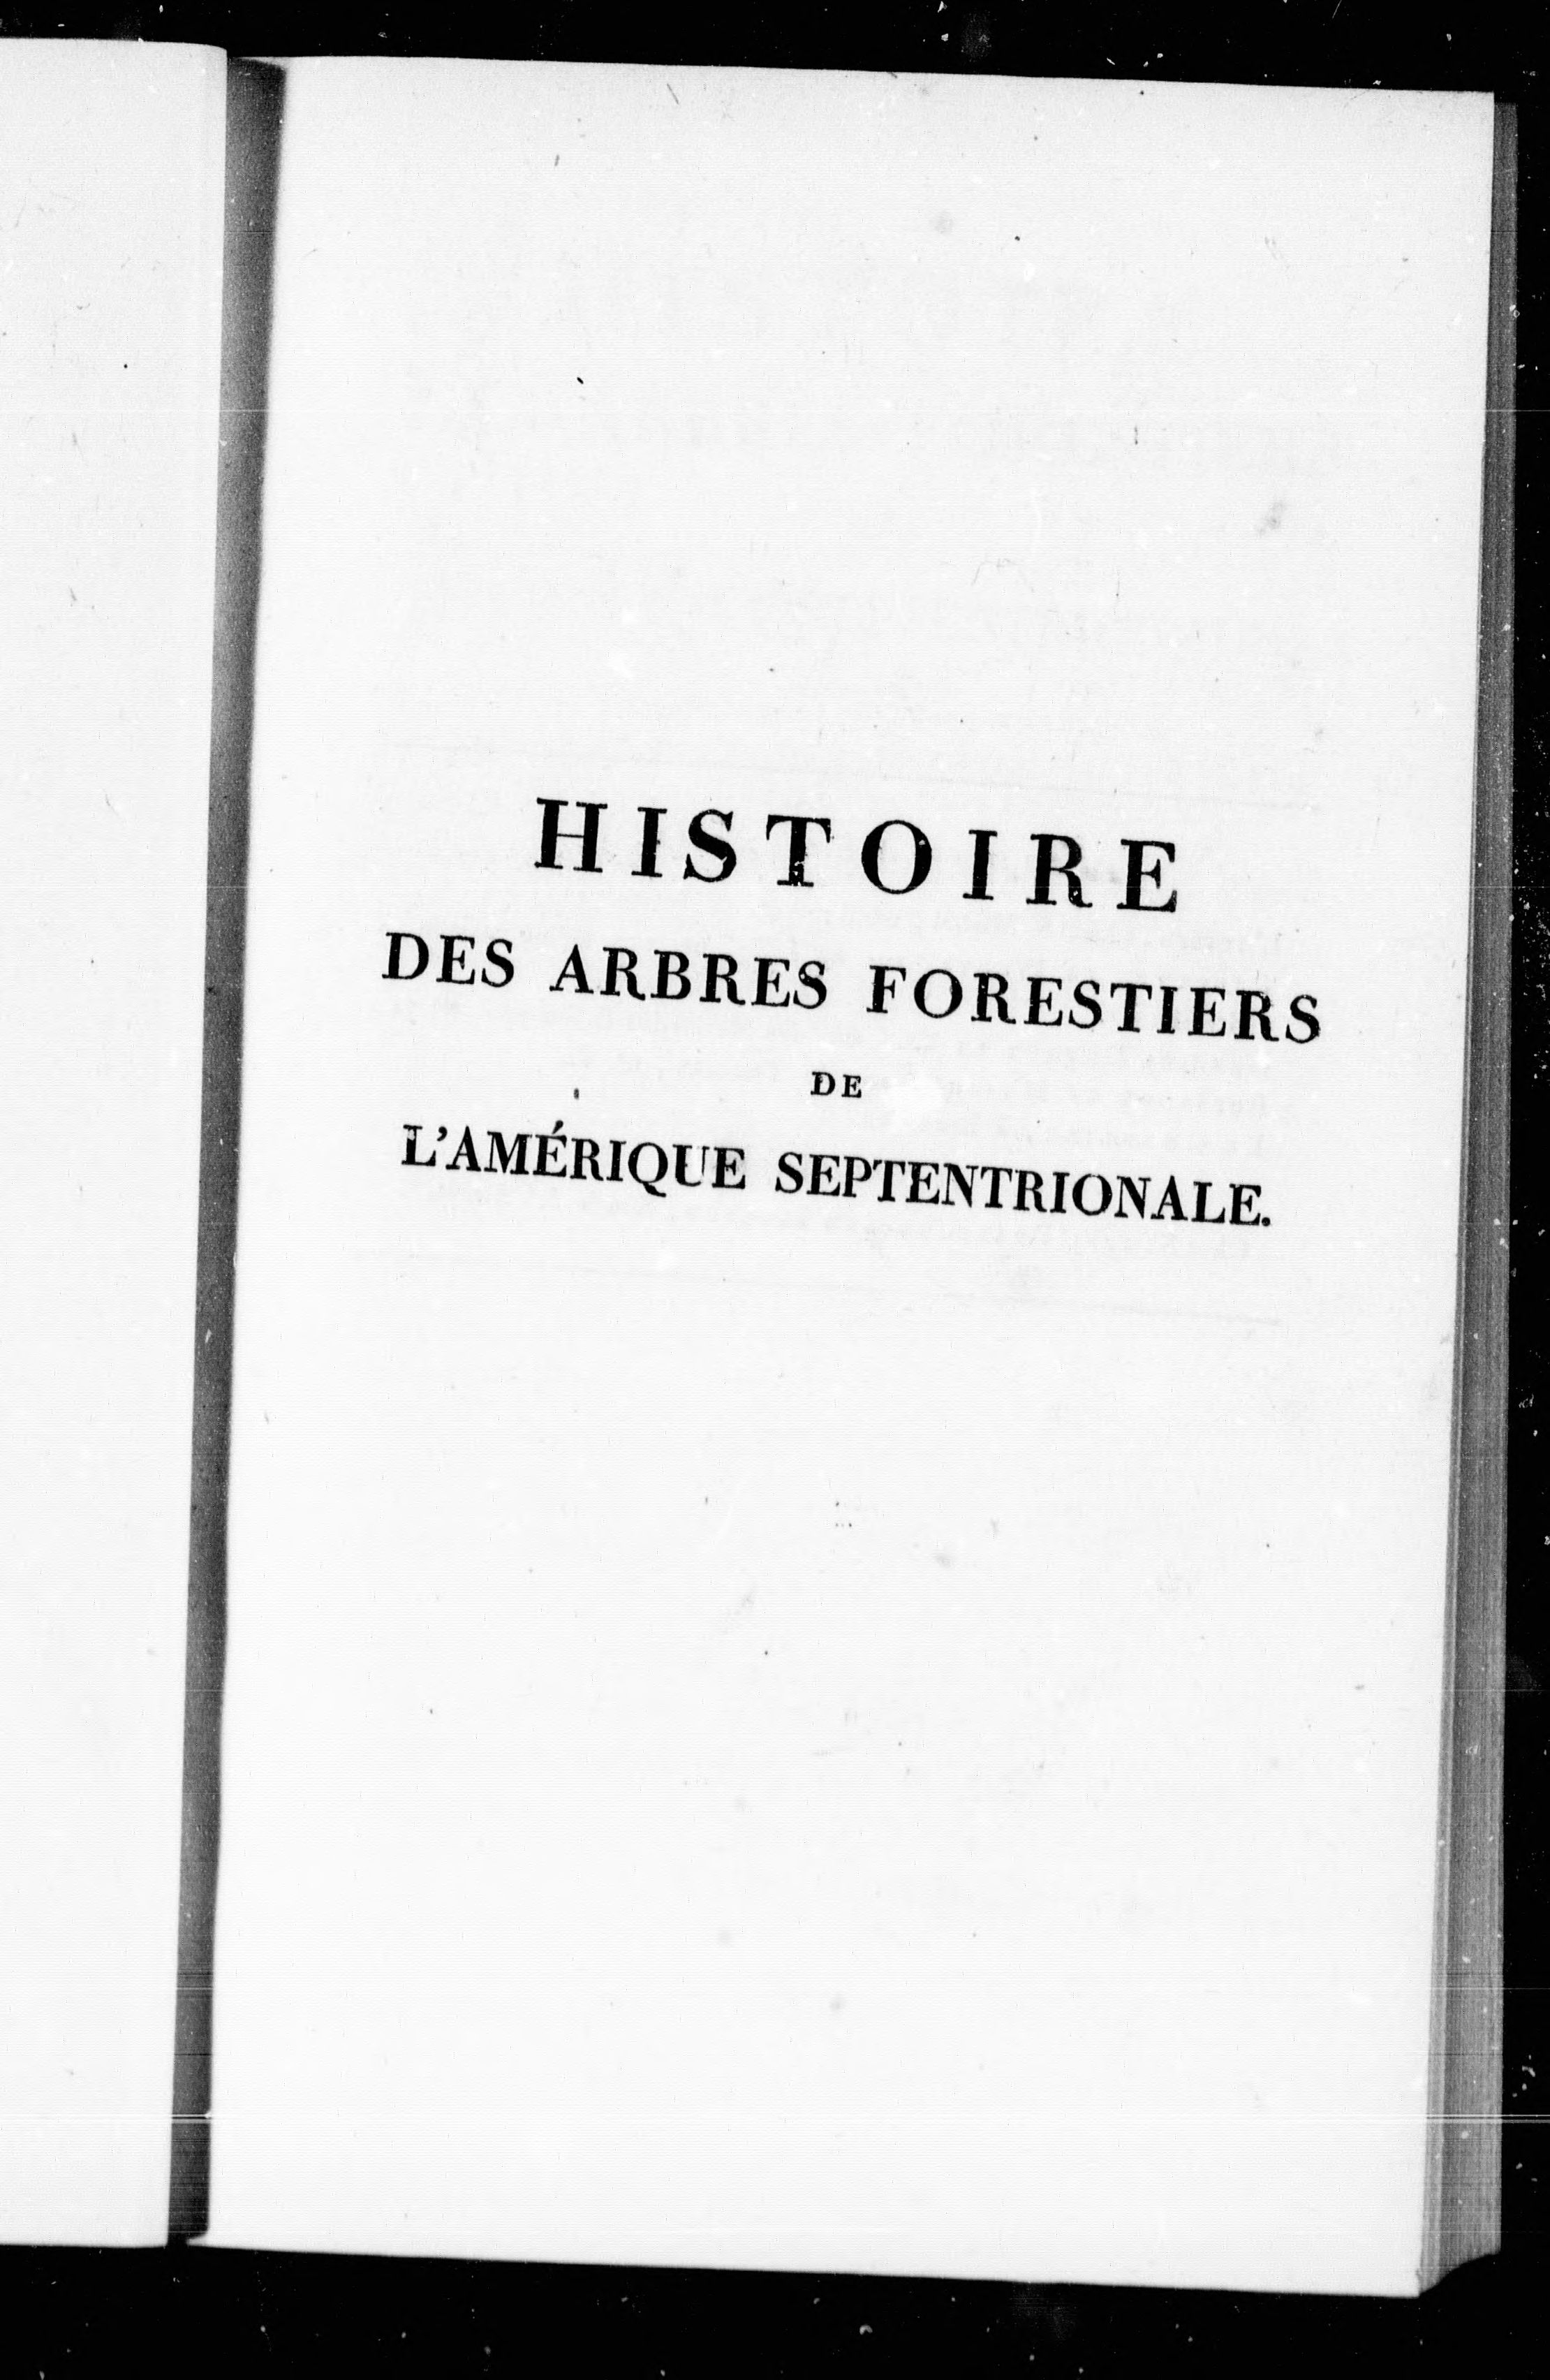 HISTOIRE
DES ARBRES FORESTIERS
DE
L'AMÉRIQUE SEPTENTRIONALE.